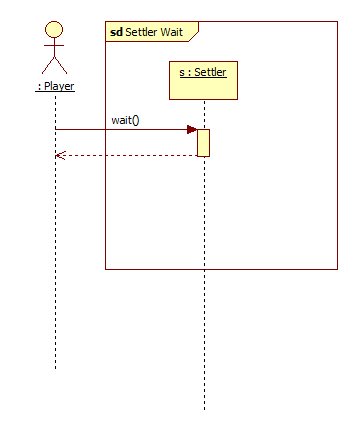 sd Settler Wait
s : Settler
: Player
wait()